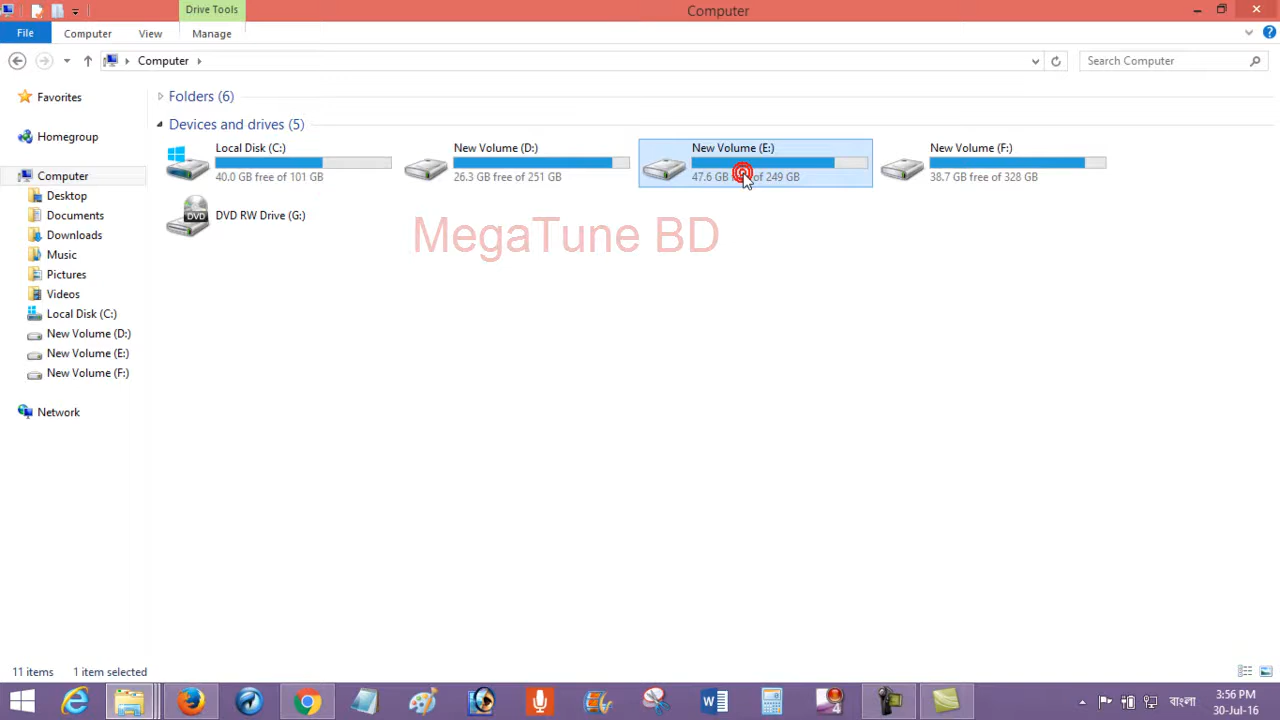 Drive Tools
Computer
File
Computer
View
Manage
Computer
Search Computer
Favorites
Homegroup
Computer
Desktop
Documents
Downloads
Music
Pictures
Videos
Local Disk (C:)
New Volume (D:)
New Volume (E:)
New Volume (F:)
Network
Folders (6)
Devices and drives (5)
Local Disk (C:)
40.0 GB free of 101 GB
New Volume (D:)
26.3 GB free of 251 GB
New Volume (E:)
47.6 GB of 249 GB
New Volume (F:)
38.7 GB free of 328 GB
DVD
DVD RW Drive (G:)
MegaTune BD
11 items
1 item selected
4
বাংলা
3:56 PM
30-Jul-16